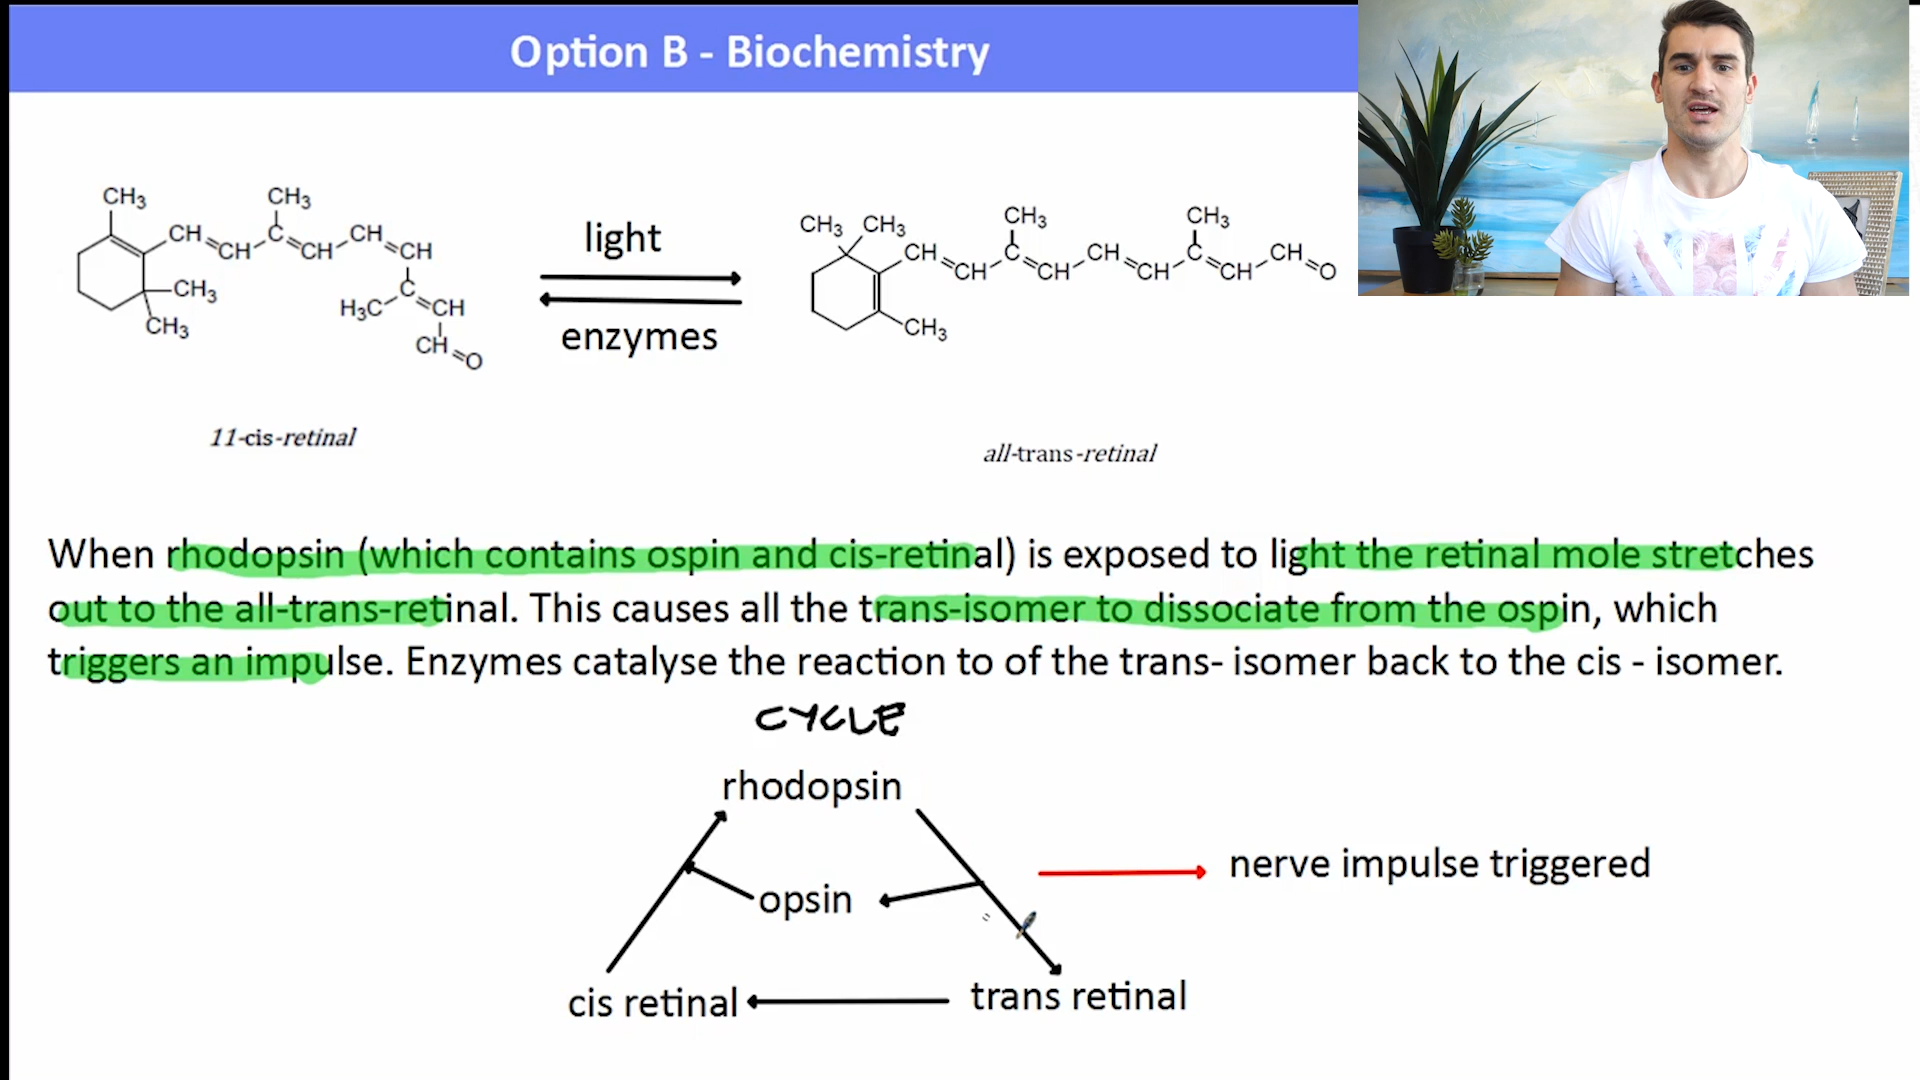 Option B - Biochemistry
CH3 CH3
CH CH C CH CH CH
CH3 H3C C CH
CH3 CH O
light
enzymes
CH3 CH3 CH3 CH3
CH CH C CH CH CH C CH CH O
CH3
11-cis-retinal
all-trans-retinal
When rhodopsin (which contains ospin and cis-retinal) is exposed to light the retinal mole stretches
out to the all-trans-retinal. This causes all the trans-isomer to dissociate from the ospin, which
triggers an impulse. Enzymes catalyse the reaction to of the trans- isomer back to the cis - isomer.
CYCLE
rhodopsin
nerve impulse triggered
opsin
cis retinal
trans retinal